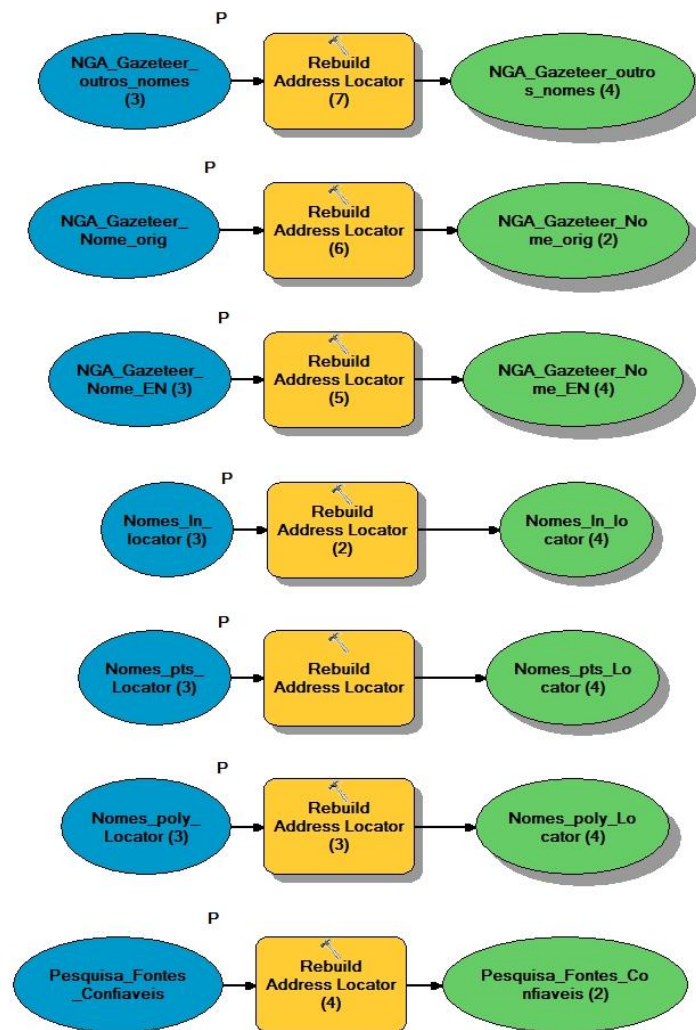 P
NGA_Gazeteer_
outros_nomes
(3)
Rebuild
Address Locator
(7)
NGA_Gazeteer_outro
s_nomes (4)
P
NGA_Gazeteer_
Nome_orig
Rebuild
Address Locator
(6)
NGA_Gazeteer_No
me_orig (2)
P
NGA_Gazeteer_
Nome_EN (3)
Rebuild
Address Locator
(5)
NGA_Gazeteer_No
me_EN (4)
P
Nomes_ln_
locator (3)
Rebuild
Address Locator
(2)
Nomes_ln_lo
cator (4)
P
Nomes_pts_
Locator (3)
Rebuild
Address Locator
Nomes_pts_Lo
cator (4)
P
Nomes_poly_
Locator (3)
Rebuild
Address Locator
(3)
Nomes_poly_Lo
cator (4)
P
Pesquisa_Fontes
_Confiaveis
Rebuild
Address Locator
(4)
Pesquisa_Fontes_Co
nfiaveis (2)